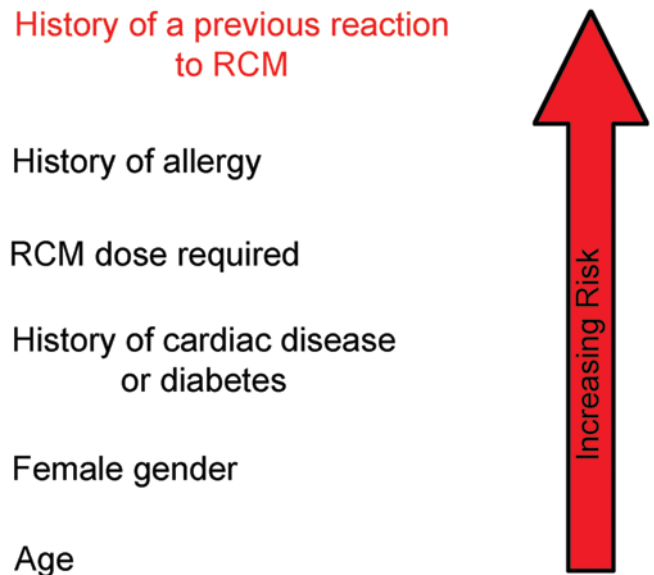 History of a previous reaction
to RCM
History of allergy
RCM dose required
History of cardiac disease
or diabetes
Female gender
Age
Increasing Risk